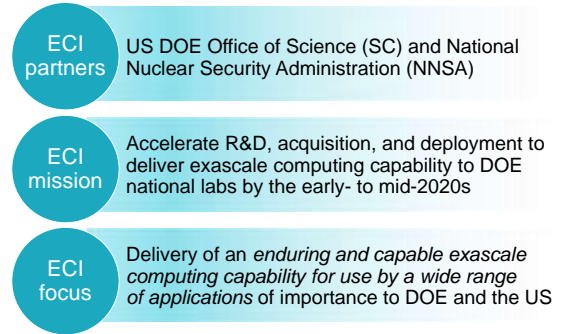 ECI
partners
US DOE Office of Science (SC) and National
Nuclear Security Administration (NNSA)
ECI
mission
Accelerate R&D, acquisition, and deployment to
deliver exascale computing capability to DOE
national labs by the early- to mid-2020s
ECI
focus
Delivery of an enduring and capable exascale
computing capability for use by a wide range
of applications of importance to DOE and the US